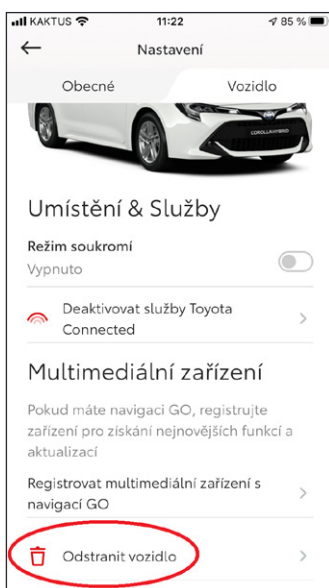 KAKTUS 11:22 85 %
Nastavení
Obecné Vozidlo
COROLLA HYBRID
Umístění & Služby
Režim soukromí
Vypnuto
Deaktivovat služby Toyota
Connected
Multimediální zařízení
Pokud máte navigaci GO, registrujte
zařízení pro získání nejnovějších funkcí a
aktualizací
Registrovat multimediální zařízení s
navigací GO
Odstranit vozidlo